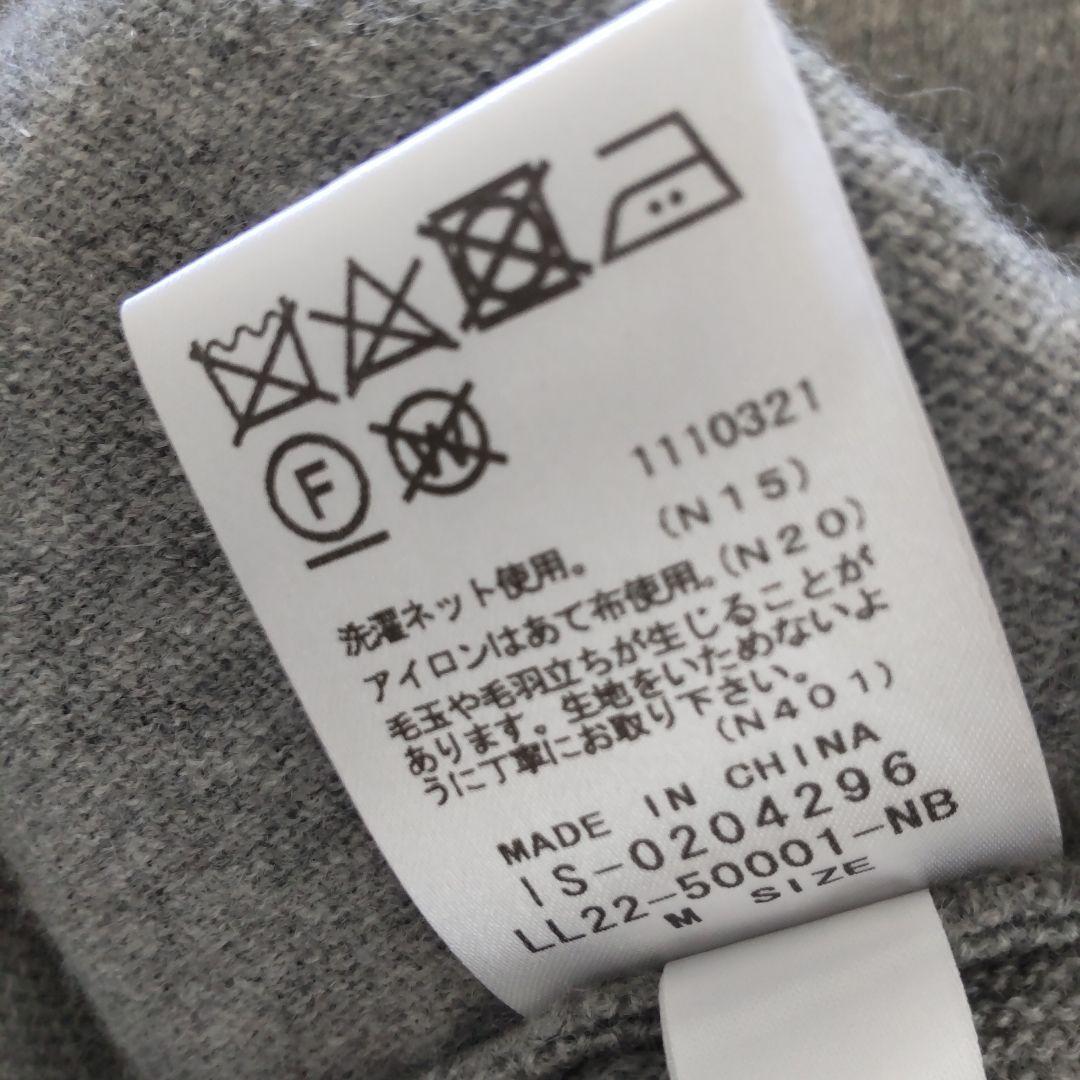 F W
1110321
(N15)
洗濯ネット使用。
(N20)
アイロンはあて布使用。
毛玉や毛羽立ちが生じることが
あります。生地をいためないよ
うに丁寧にお取り下さい。
(N401)
MADE IN CHINA
IS-0204296
LL22-50001-NB
M SIZE